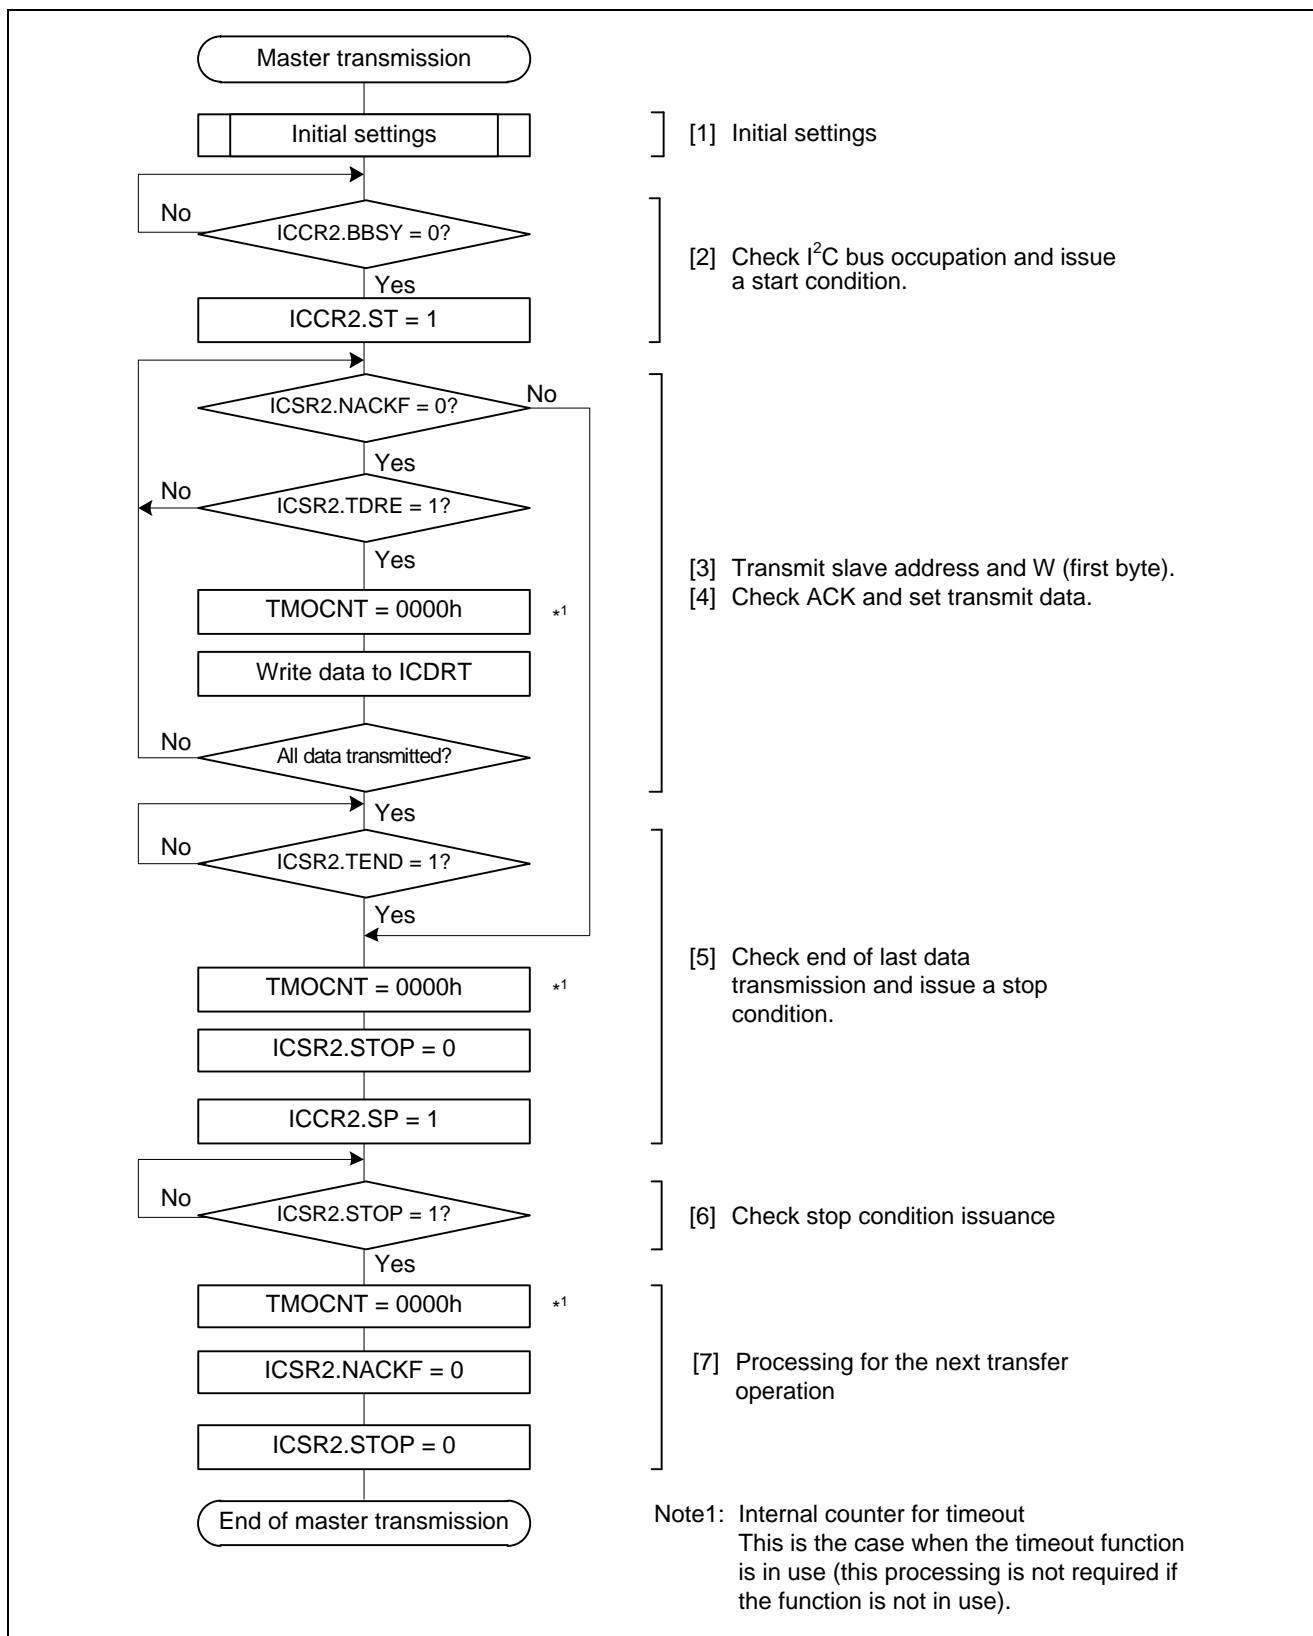 Master transmission
Initial settings
[1] Initial settings
No
ICCR2.BBSY = 0?
Yes
[2] Check I²C bus occupation and issue
a start condition.
ICCR2.ST = 1
ICSR2.NACKF = 0?
No
Yes
No
ICSR2.TDRE = 1?
Yes
TMOCNT = 0000h
*1
Write data to ICDRT
No
All data transmitted?
Yes
[3] Transmit slave address and W (first byte).
[4] Check ACK and set transmit data.
No
ICSR2.TEND = 1?
Yes
TMOCNT = 0000h
*1
ICSR2.STOP = 0
ICCR2.SP = 1
[5] Check end of last data
transmission and issue a stop
condition.
No
ICSR2.STOP = 1?
Yes
[6] Check stop condition issuance
TMOCNT = 0000h
*1
ICSR2.NACKF = 0
ICSR2.STOP = 0
[7] Processing for the next transfer
operation
End of master transmission
Note1: Internal counter for timeout
This is the case when the timeout function
is in use (this processing is not required if
the function is not in use).